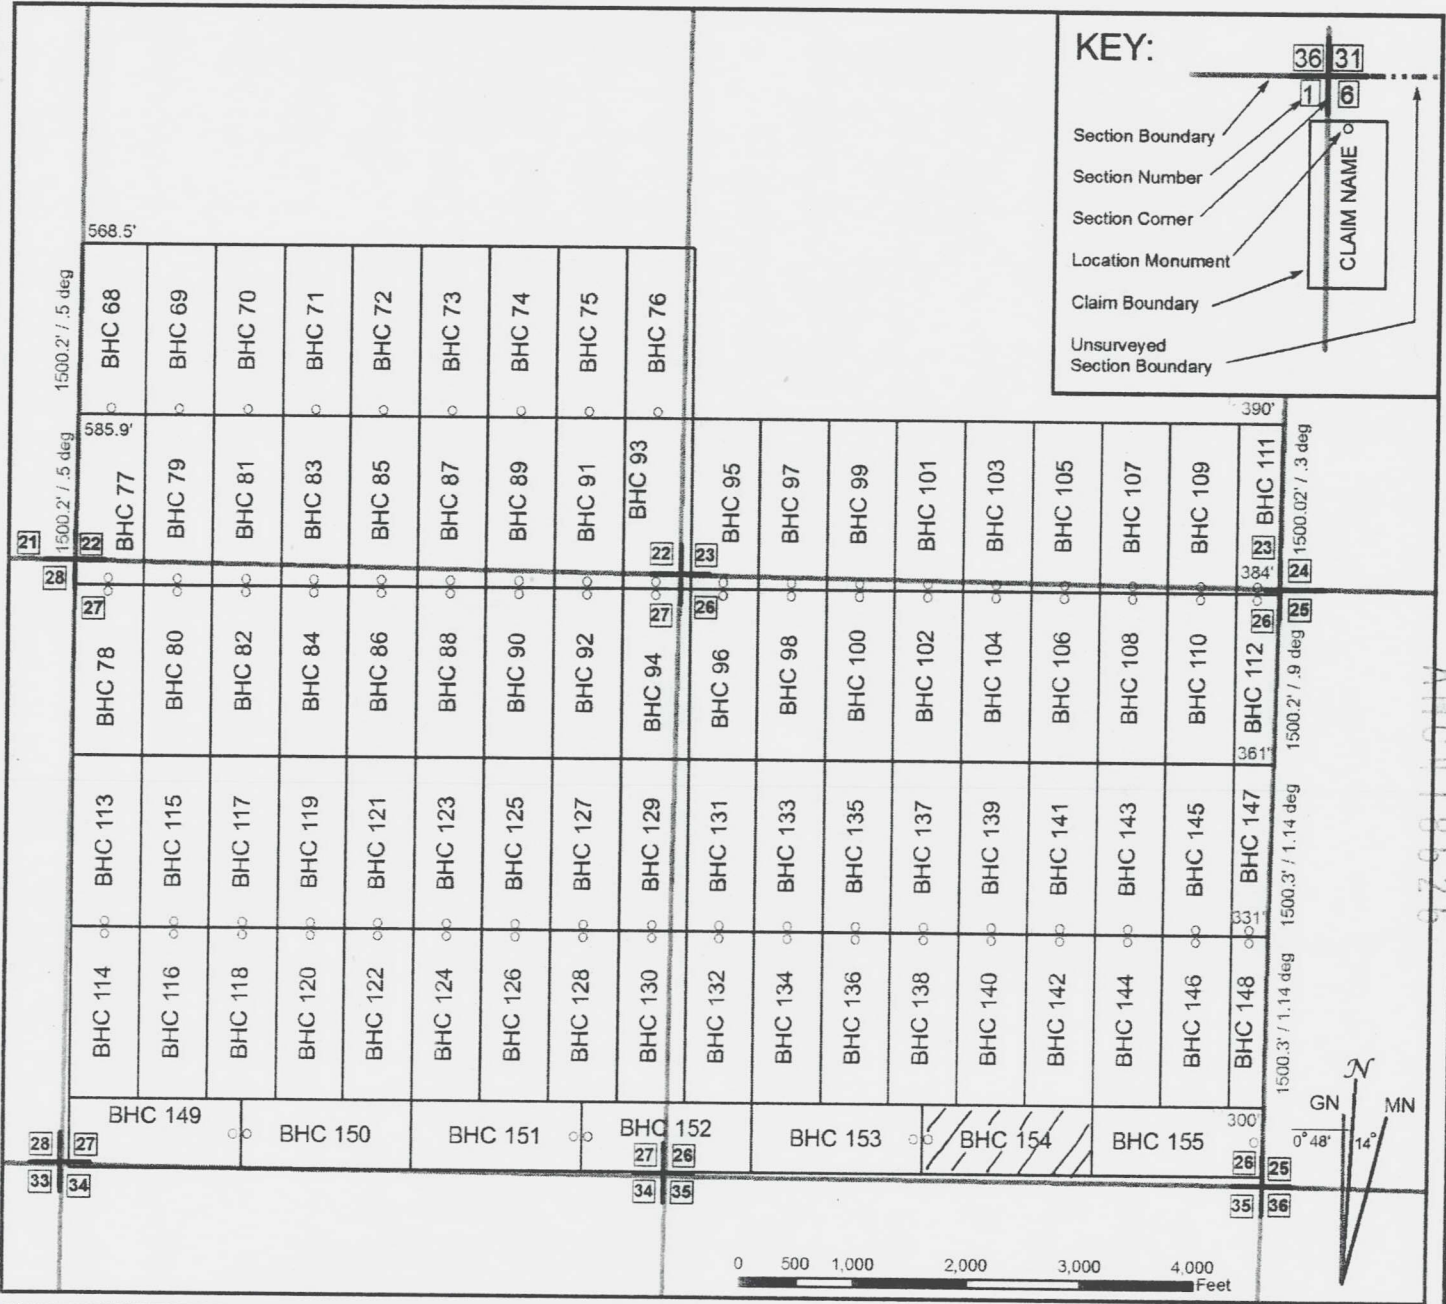 KEY:
36 31
1 6
Section Boundary
Section Number
Section Corner
Location Monument
Claim Boundary
Unsurveyed
Section Boundary
CLAIM NAME
568.5'
1500.2' / .5 deg
BHC 68
BHC 69
BHC 70
BHC 71
BHC 72
BHC 73
BHC 74
BHC 75
BHC 76
390'
585.9'
1500.2' / .5 deg
BHC 77
BHC 79
BHC 81
BHC 83
BHC 85
BHC 87
BHC 89
BHC 91
BHC 93
BHC 95
BHC 97
BHC 99
BHC 101
BHC 103
BHC 105
BHC 107
BHC 109
BHC 111
1500.02' / .3 deg
21 22
22 23
23
384'
24
28
27
27 26
26 25
BHC 78
BHC 80
BHC 82
BHC 84
BHC 86
BHC 88
BHC 90
BHC 92
BHC 94
BHC 96
BHC 98
BHC 100
BHC 102
BHC 104
BHC 106
BHC 108
BHC 110
BHC 112
1500.2' / .9 deg
361'
BHC 113
BHC 115
BHC 117
BHC 119
BHC 121
BHC 123
BHC 125
BHC 127
BHC 129
BHC 131
BHC 133
BHC 135
BHC 137
BHC 139
BHC 141
BHC 143
BHC 145
BHC 147
1500.3' / 1.14 deg
331'
BHC 114
BHC 116
BHC 118
BHC 120
BHC 122
BHC 124
BHC 126
BHC 128
BHC 130
BHC 132
BHC 134
BHC 136
BHC 138
BHC 140
BHC 142
BHC 144
BHC 146
BHC 148
1500.3' / 1.14 deg
BHC 149
BHC 150
BHC 151
BHC 152
BHC 153
BHC 154
BHC 155
300'
28 27
27 26
26 25
33 34
34 35
35 36
N
GN MN
0° 48' 14°
0 500 1,000 2,000 3,000 4,000
Feet